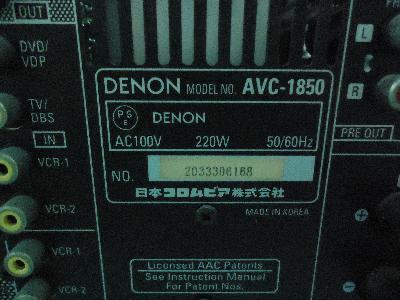 OUT
DVD/
VDP
TV/
DBS
IN
VCR-1
VCR-2
VCR-1
VCR-2
DENON MODEL NO. AVC-1850
PSE DENON
AC100V 220W 50/60Hz
NO. 2033306168
日本コロムビア株式会社
MADE IN KOREA
Licensed AAC Patents
See Instruction Manual
For Patent Nos.
L
R
PRE OUT